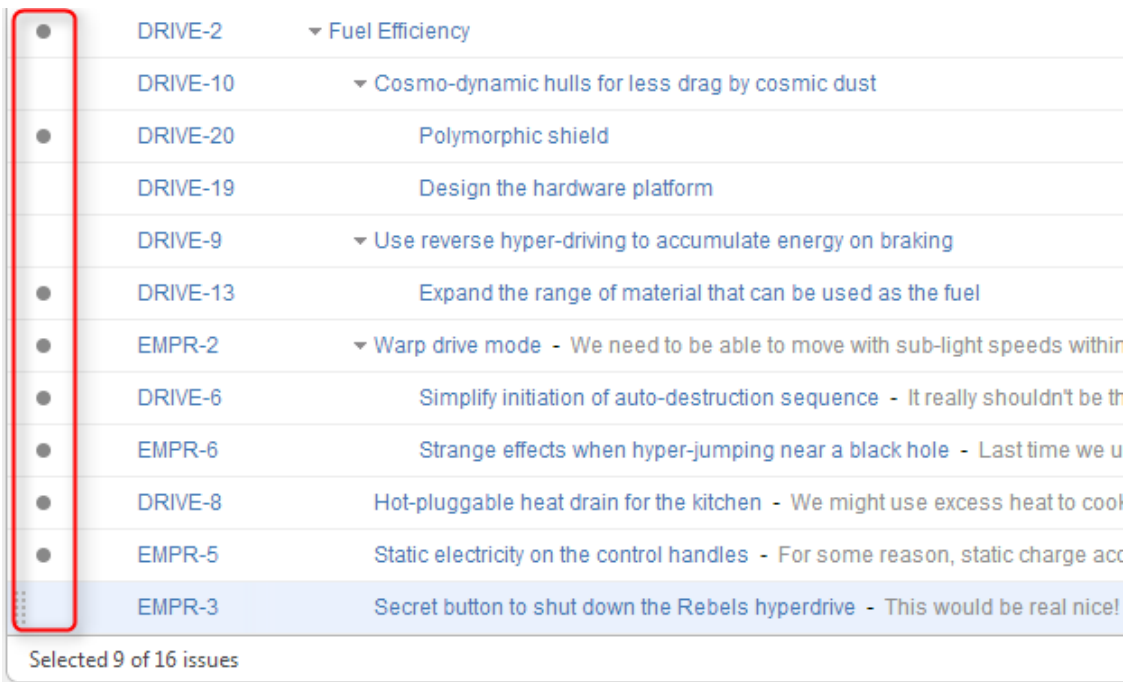 DRIVE-2 Fuel Efficiency
DRIVE-10 Cosmo-dynamic hulls for less drag by cosmic dust
DRIVE-20 Polymorphic shield
DRIVE-19 Design the hardware platform
DRIVE-9 Use reverse hyper-driving to accumulate energy on braking
DRIVE-13 Expand the range of material that can be used as the fuel
EMPR-2 Warp drive mode - We need to be able to move with sub-light speeds within
DRIVE-6 Simplify initiation of auto-destruction sequence - It really shouldn't be th
EMPR-6 Strange effects when hyper-jumping near a black hole - Last time we u
DRIVE-8 Hot-pluggable heat drain for the kitchen - We might use excess heat to cook
EMPR-5 Static electricity on the control handles - For some reason, static charge acc
EMPR-3 Secret button to shut down the Rebels hyperdrive - This would be real nice!
Selected 9 of 16 issues